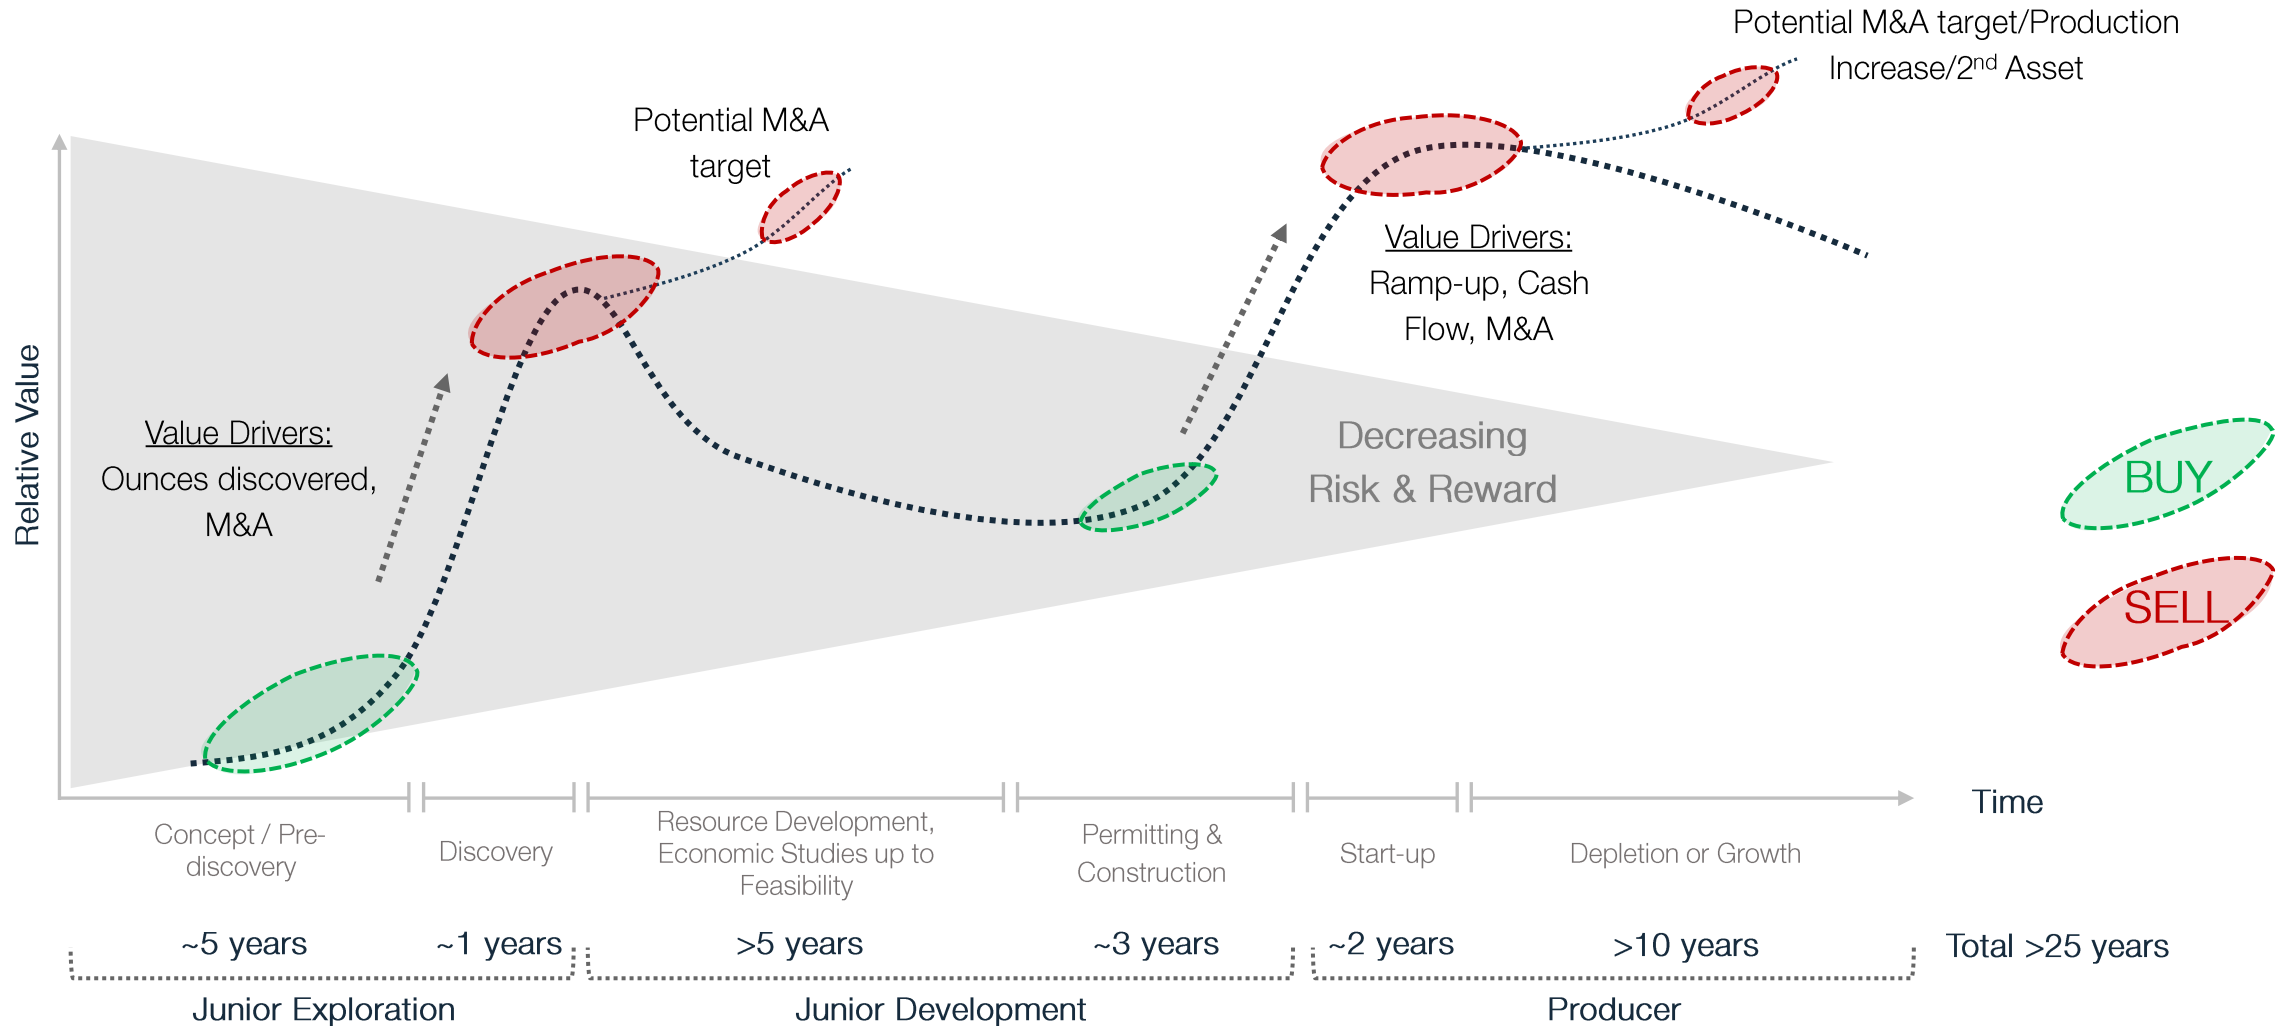 Potential M&A target/Production
Increase/2nd Asset
Potential M&A
target
Value Drivers:
Ramp-up, Cash
Flow, M&A
Relative Value
Value Drivers:
Ounces discovered,
M&A
Decreasing
Risk & Reward
BUY
SELL
Time
Concept / Pre-
discovery
Discovery
Resource Development,
Economic Studies up to
Feasibility
Permitting &
Construction
Start-up
Depletion or Growth
~5 years
~1 years
>5 years
~3 years
~2 years
>10 years
Total >25 years
Junior Exploration
Junior Development
Producer